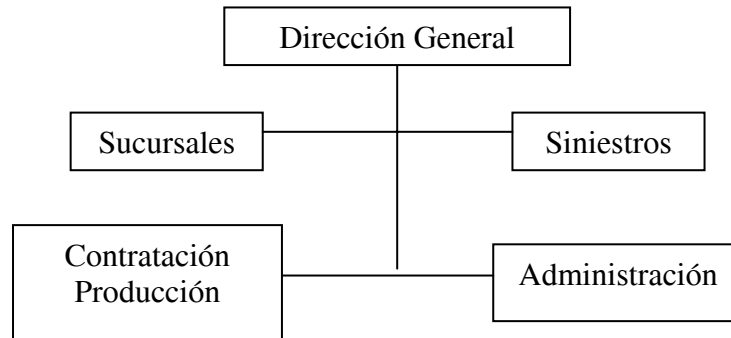 Dirección General
Sucursales
Siniestros
Contratación
Producción
Administración